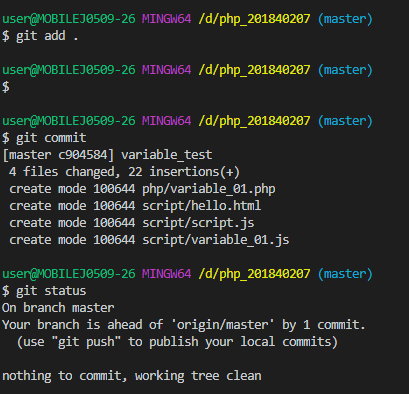 user@MOBILEJ0509-26 MINGW64 /d/php_201840207 (master)
$ git add .
user@MOBILEJ0509-26 MINGW64 /d/php_201840207 (master)
$
user@MOBILEJ0509-26 MINGW64 /d/php_201840207 (master)
$ git commit
[master c904584] variable_test
 4 files changed, 22 insertions(+)
 create mode 100644 php/variable_01.php
 create mode 100644 script/hello.html
 create mode 100644 script/script.js
 create mode 100644 script/variable_01.js
user@MOBILEJ0509-26 MINGW64 /d/php_201840207 (master)
$ git status
On branch master
Your branch is ahead of 'origin/master' by 1 commit.
  (use "git push" to publish your local commits)
nothing to commit, working tree clean